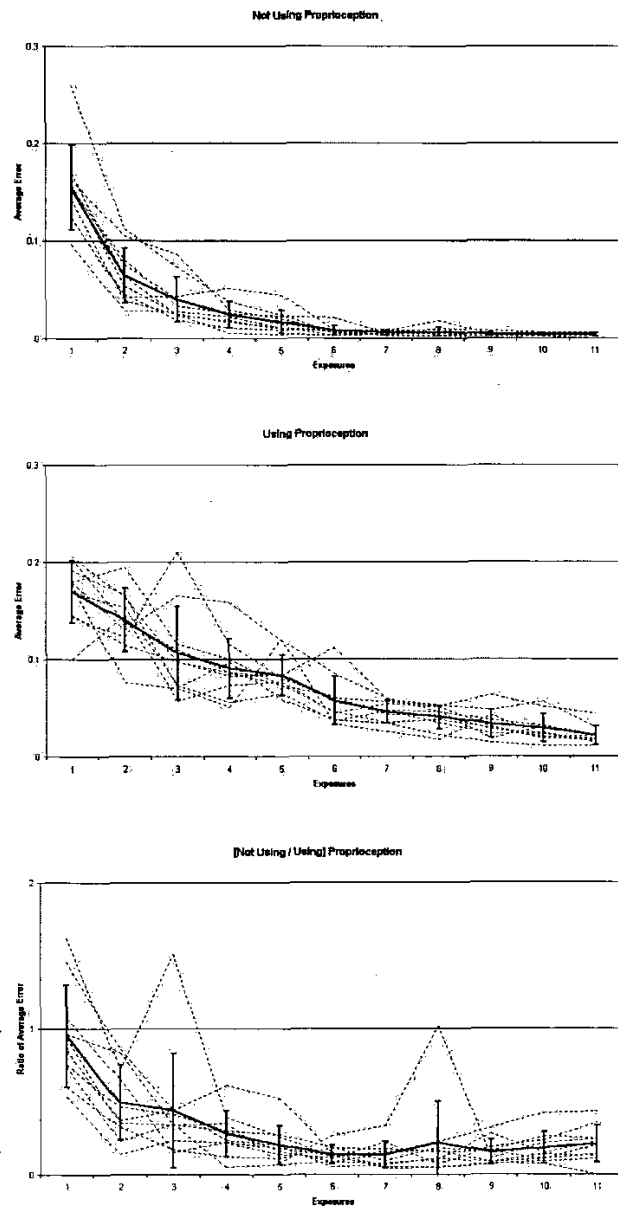 Not Using Proprioception
0.3
0.2
0.1
0
Average Error
1 2 3 4 5 6 7 8 9 10 11
Exposures
Using Proprioception
0.3
0.2
0.1
0
Average Error
1 2 3 4 5 6 7 8 9 10 11
Exposures
[Not Using / Using] Proprioception
2
1
0
Ratio of Average Error
1 2 3 4 5 6 7 8 9 10 11
Exposures